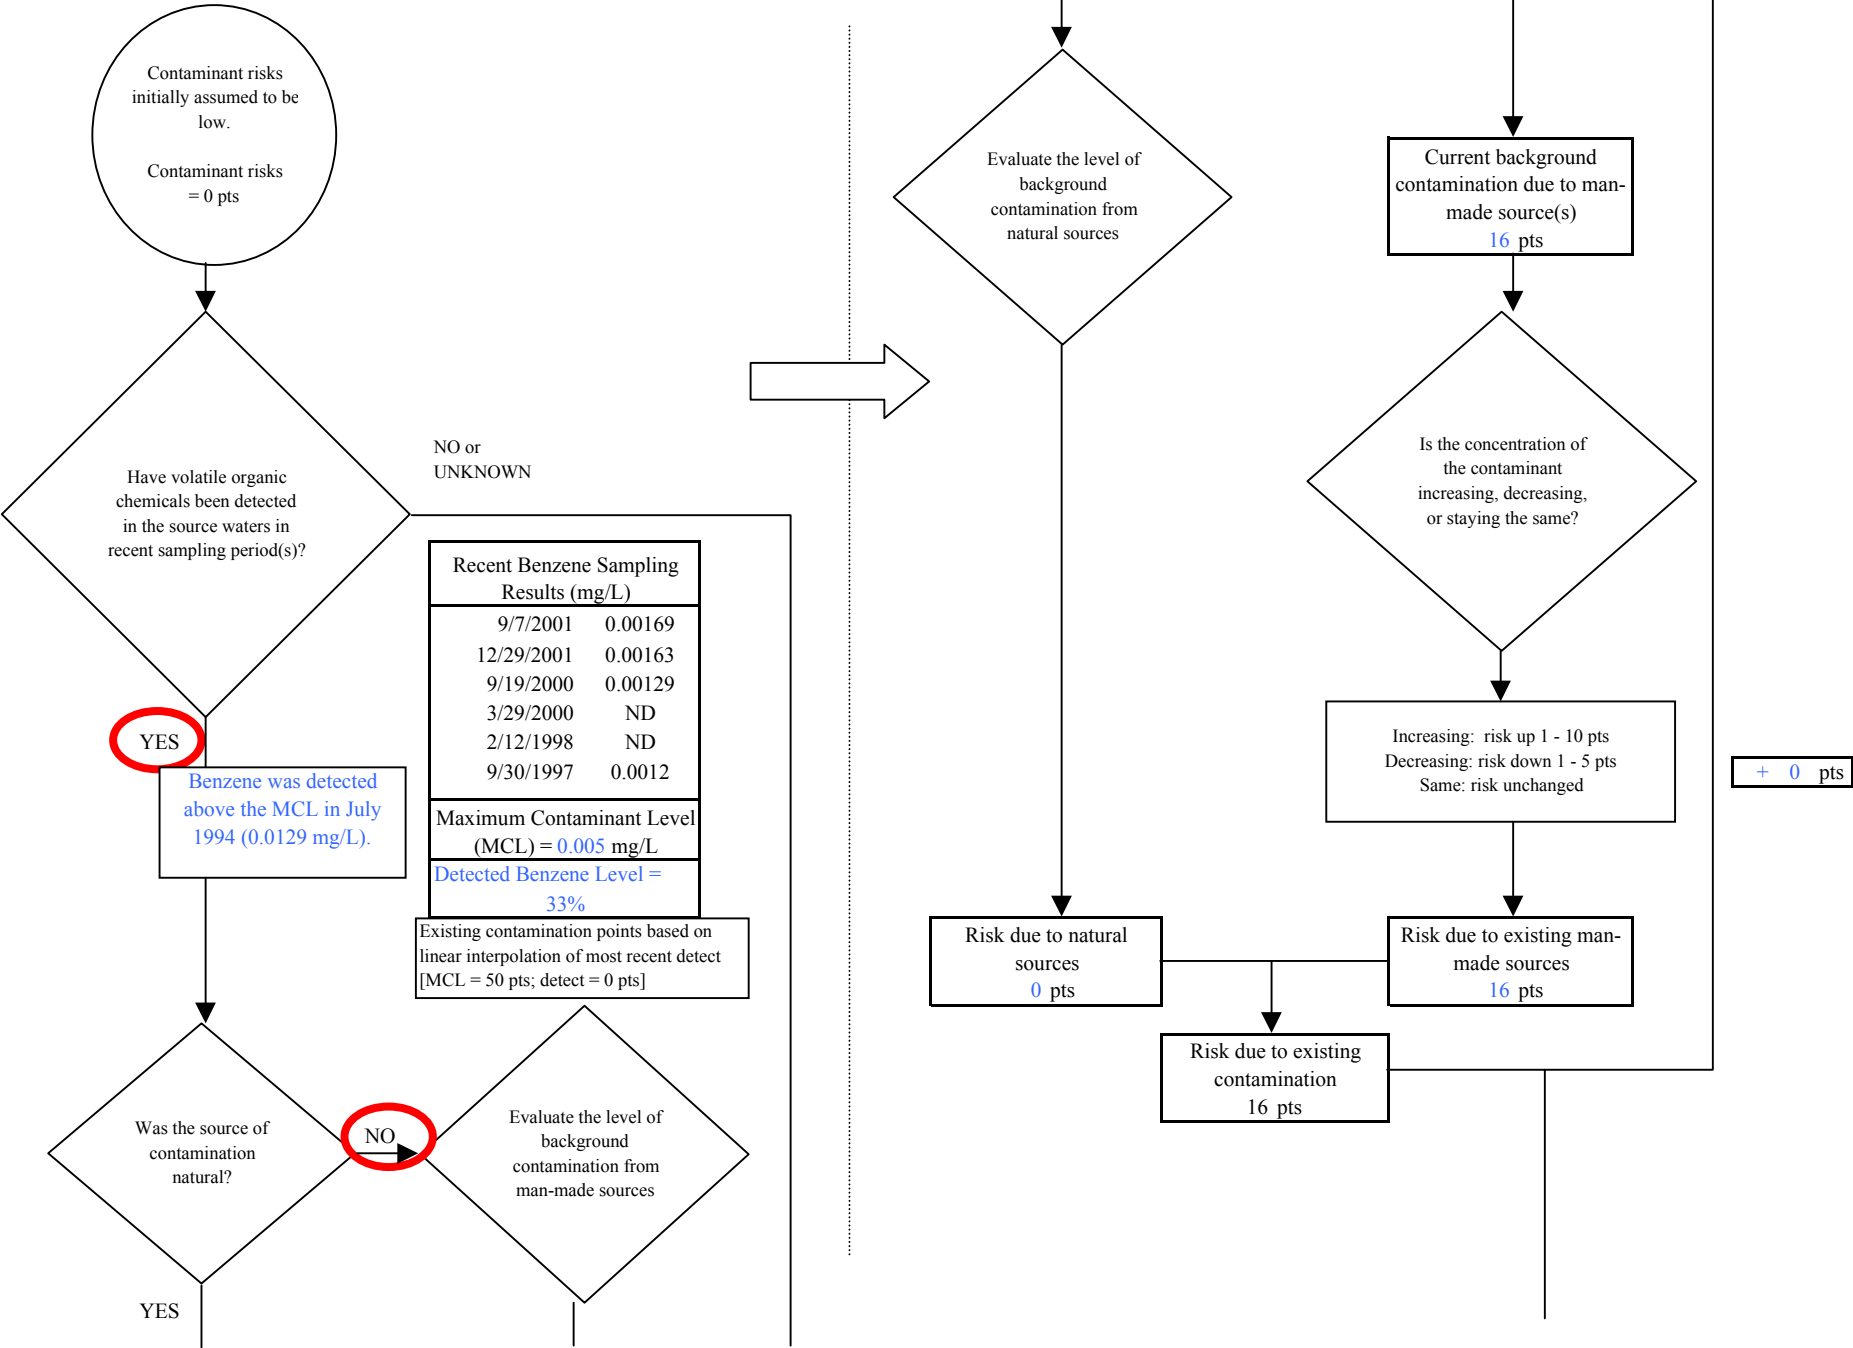 Contaminant risks
initially assumed to be
low.
Contaminant risks
= 0 pts
Have volatile organic
chemicals been detected
in the source waters in
recent sampling period(s)?
NO or
UNKNOWN
YES
Benzene was detected
above the MCL in July
1994 (0.0129 mg/L).
Recent Benzene Sampling
Results (mg/L)
9/7/2001 0.00169
12/29/2001 0.00163
9/19/2000 0.00129
3/29/2000 ND
2/12/1998 ND
9/30/1997 0.0012
Maximum Contaminant Level
(MCL) = 0.005 mg/L
Detected Benzene Level =
33%
Existing contamination points based on
linear interpolation of most recent detect
[MCL = 50 pts; detect = 0 pts]
Was the source of
contamination
natural?
NO
YES
Evaluate the level of
background
contamination from
man-made sources
Evaluate the level of
background
contamination from
natural sources
Current background
contamination due to man-
made source(s)
16 pts
Is the concentration of
the contaminant
increasing, decreasing,
or staying the same?
Increasing: risk up 1 - 10 pts
Decreasing: risk down 1 - 5 pts
Same: risk unchanged
+ 0 pts
Risk due to natural
sources
0 pts
Risk due to existing man-
made sources
16 pts
Risk due to existing
contamination
16 pts